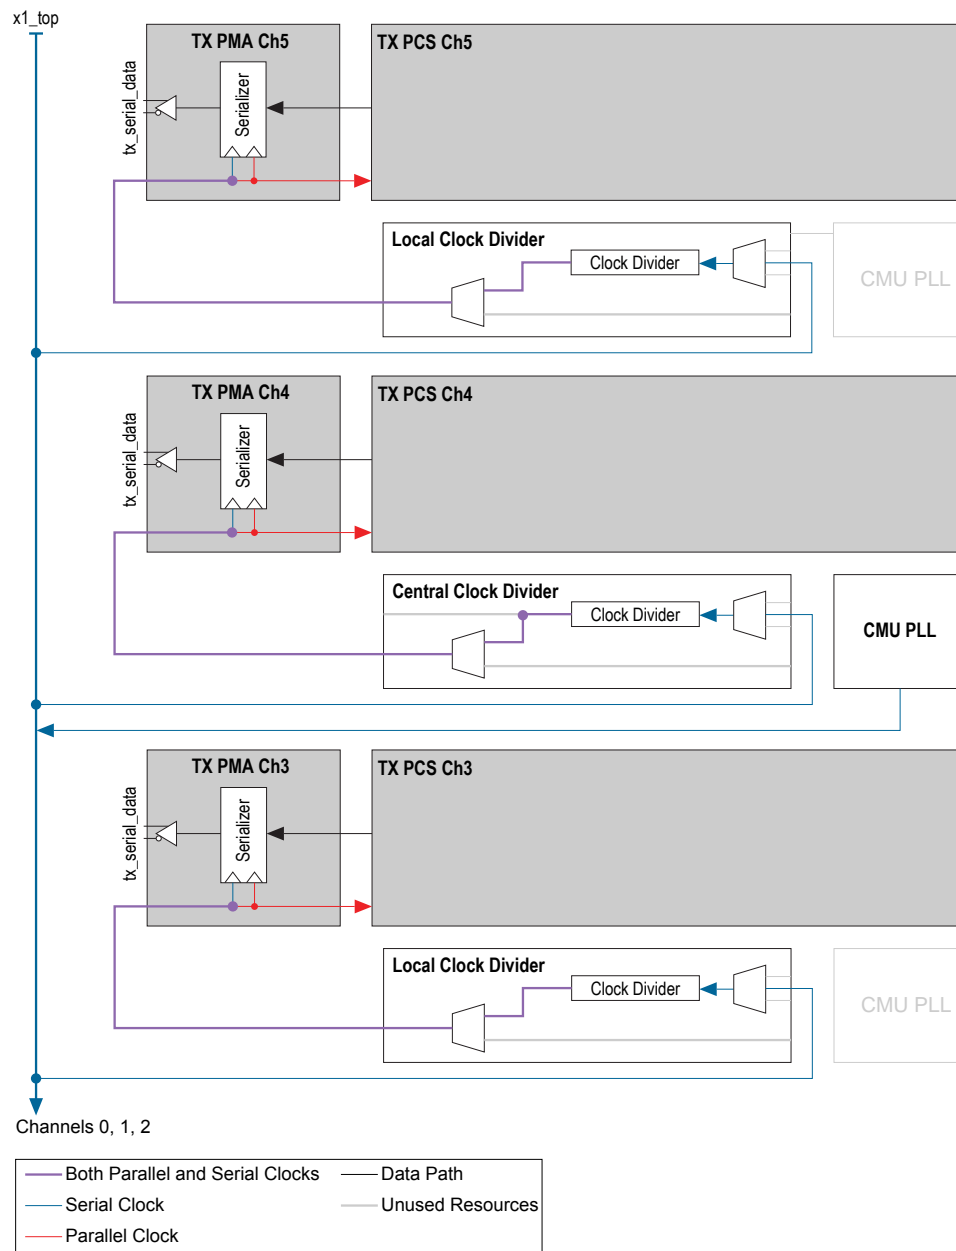 x1_top
TX PMA Ch5
TX PCS Ch5
tx_serial_data
Serializer
Local Clock Divider
Clock Divider
CMU PLL
TX PMA Ch4
TX PCS Ch4
tx_serial_data
Serializer
Central Clock Divider
Clock Divider
CMU PLL
TX PMA Ch3
TX PCS Ch3
tx_serial_data
Serializer
Local Clock Divider
Clock Divider
CMU PLL
Channels 0, 1, 2
Both Parallel and Serial Clocks
Data Path
Serial Clock
Unused Resources
Parallel Clock